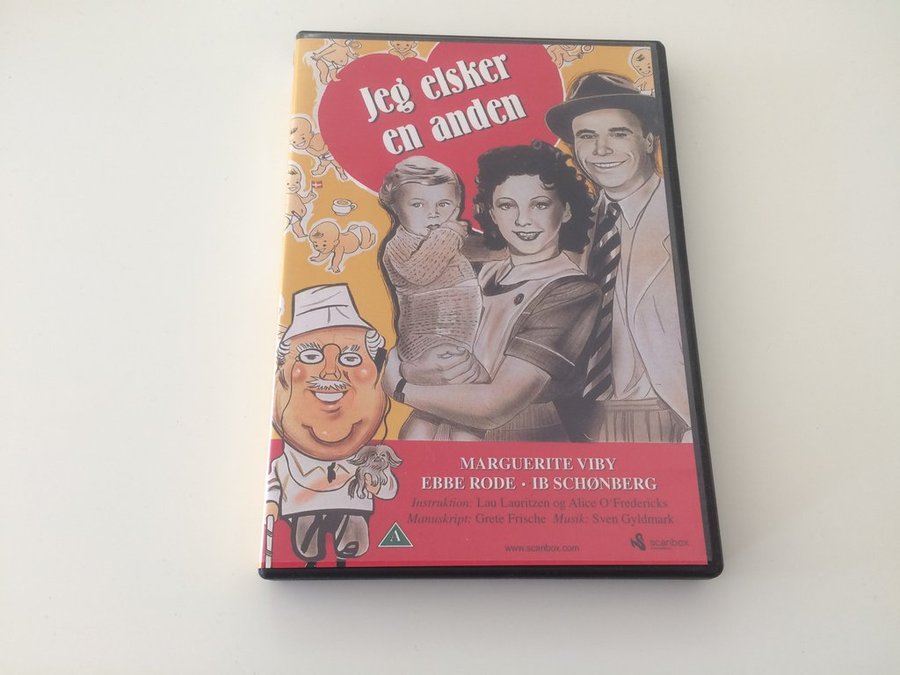 Jeg elsker
en anden
MARGUERITE VIBY
EBBE RODE · IB SCHØNBERG
Instruktion: Lau Lauritzen og Alice O'Fredericks
Manuskript: Grete Frische Musik: Sven Gyldmark
A
www.scanbox.com
scanbox